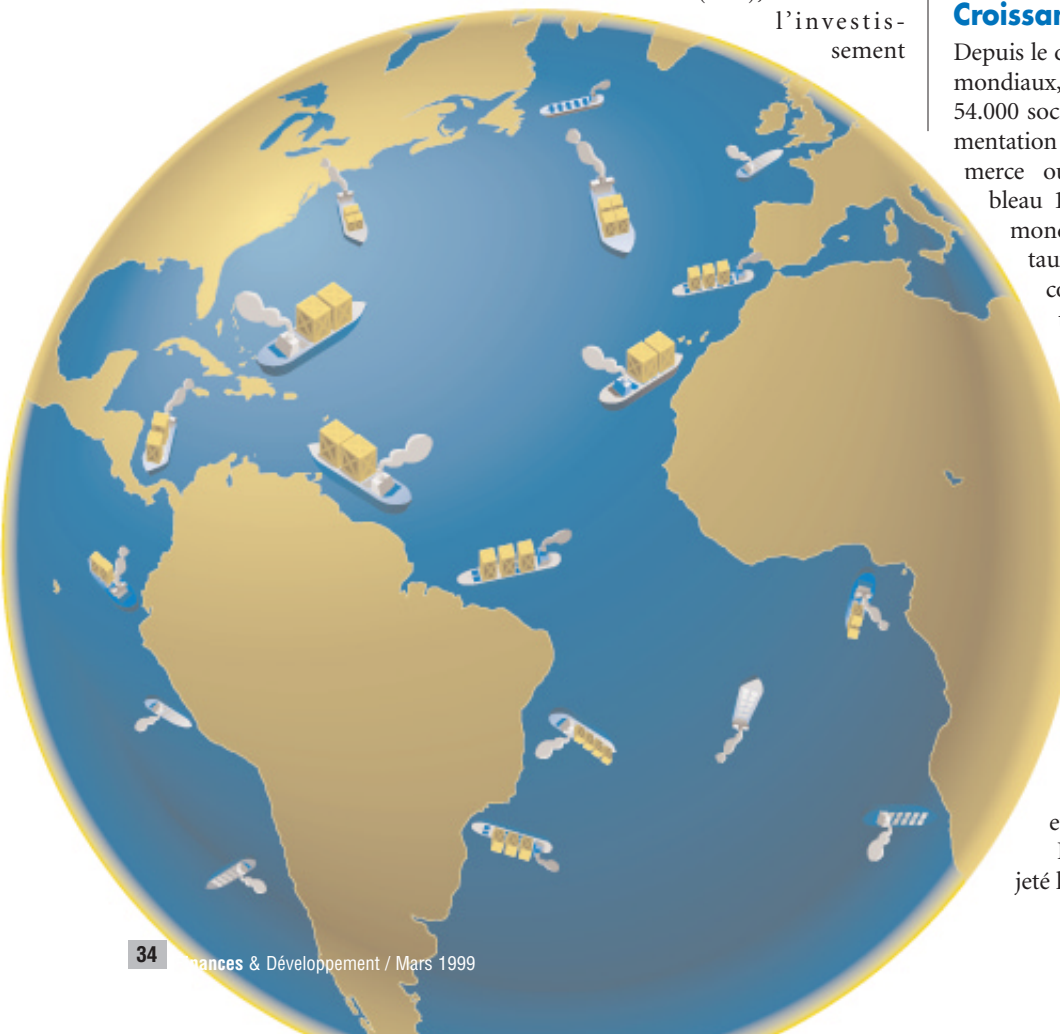 l'investis-
sement
Croissan
Depuis le d
mondiaux,
54.000 soc
mentation
merce ou
bleau 1
mond
taux
co
jeté l
34
nances & Développement / Mars 1999